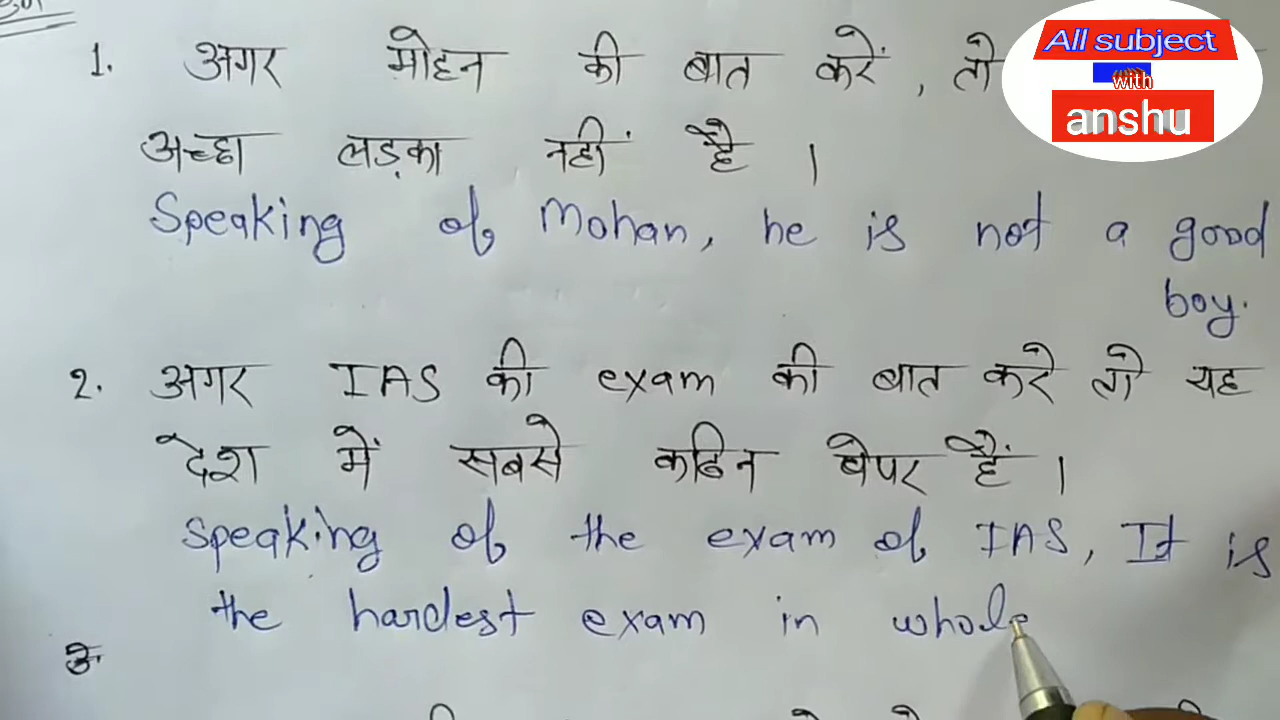 1. अगर मोहन की बात करें, तो
अच्छा लड़का नहीं है ।
Speaking of Mohan, he is not a good
boy.
2. अगर IAS की exam की बात करे तो यह
देश में सबसे कठिन पेपर हैं ।
Speaking of the exam of IAS, It is
the hardest exam in whole
3.
All subject
with
anshu